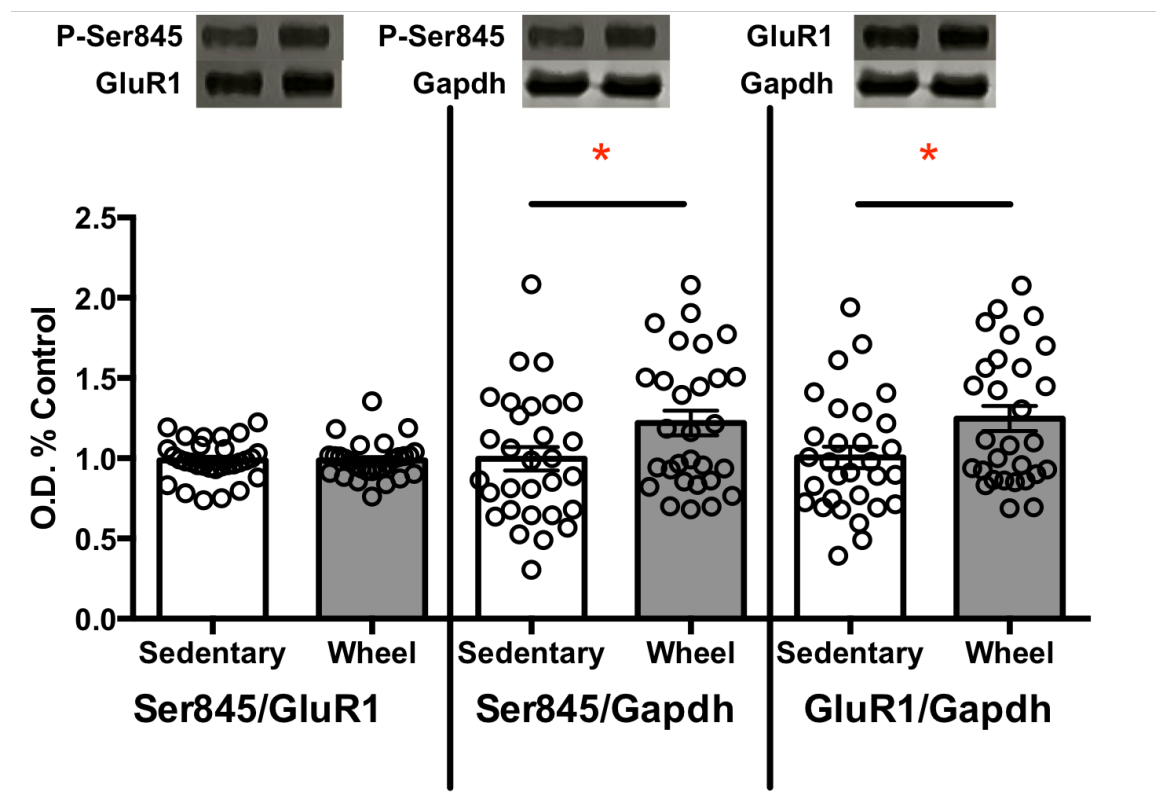 P-Ser845 P-Ser845 GluR1
GluR1 Gapdh Gapdh
* *
2.5
2.0
1.5
1.0
0.5
0.0
O.D. % Control
Sedentary Wheel Sedentary Wheel Sedentary Wheel
Ser845/GluR1 Ser845/Gapdh GluR1/Gapdh